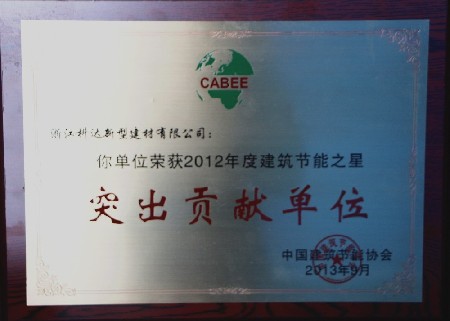 CABEE
浙江科达新型建材有限公司：
你单位荣获2012年度建筑节能之星
突出贡献单位
中国建筑节能协会
2013年9月